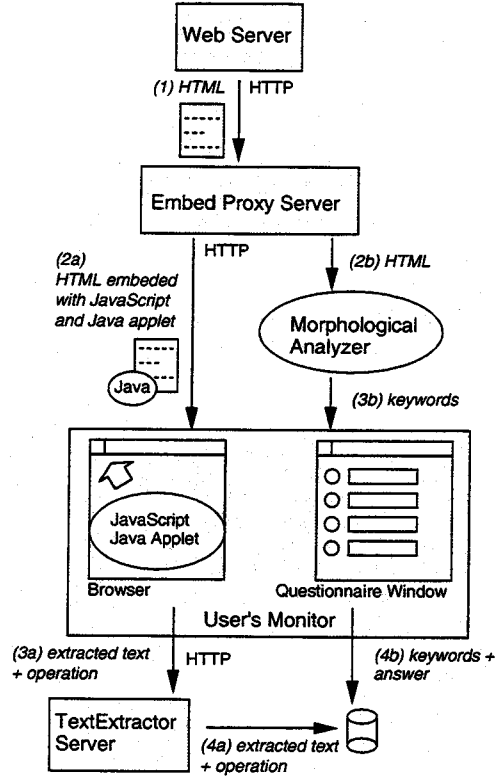 Web Server
(1) HTML
HTTP
Embed Proxy Server
HTTP
(2a)
HTML embeded
with JavaScript
and Java applet
(2b) HTML
Java
Morphological
Analyzer
(3b) keywords
JavaScript
Java Applet
Browser
Questionnaire Window
User's Monitor
(3a) extracted text
+ operation
HTTP
(4b) keywords +
answer
TextExtractor
Server
(4a) extracted text
+ operation